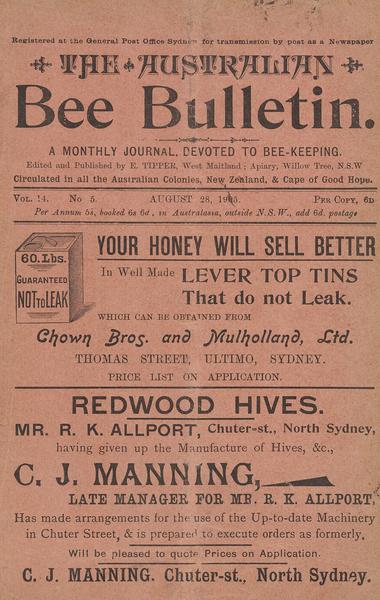 Registered at the General Post Office Sydney for transmission by post as a Newspaper
THE AUSTRALIAN
Bee Bulletin.
A MONTHLY JOURNAL, DEVOTED TO BEE-KEEPING.
Edited and Published by E. TIPPER, West Maitland; Apiary, Willow Tree, N.S.W
Circulated in all the Australian Colonies, New Zealand, & Cape of Good Hope.
VOL. 14. No 5. AUGUST 28, 1905. PER COPY, 6D
Per Annum 5s, booked 6s 6d, in Australasia, outside N.S.W., add 6d. postage
60.Lbs.
GUARANTEED
NOT TO LEAK
YOUR HONEY WILL SELL BETTER
In Well Made LEVER TOP TINS
That do not Leak.
WHICH CAN BE OBTAINED FROM
Chown Bros. and Mulholland, Ltd.
THOMAS STREET, ULTIMO, SYDNEY.
PRICE LIST ON APPLICATION.
REDWOOD HIVES.
MR. R. K. ALLPORT, Chuter-st., North Sydney,
having given up the Manufacture of Hives, &c.,
C. J. MANNING,
LATE MANAGER FOR MR. R. K. ALLPORT,
Has made arrangements for the use of the Up-to-date Machinery
in Chuter Street, & is prepared to execute orders as formerly.
Will be pleased to quote Prices on Application.
C. J. MANNING. Chuter-st., North Sydney.